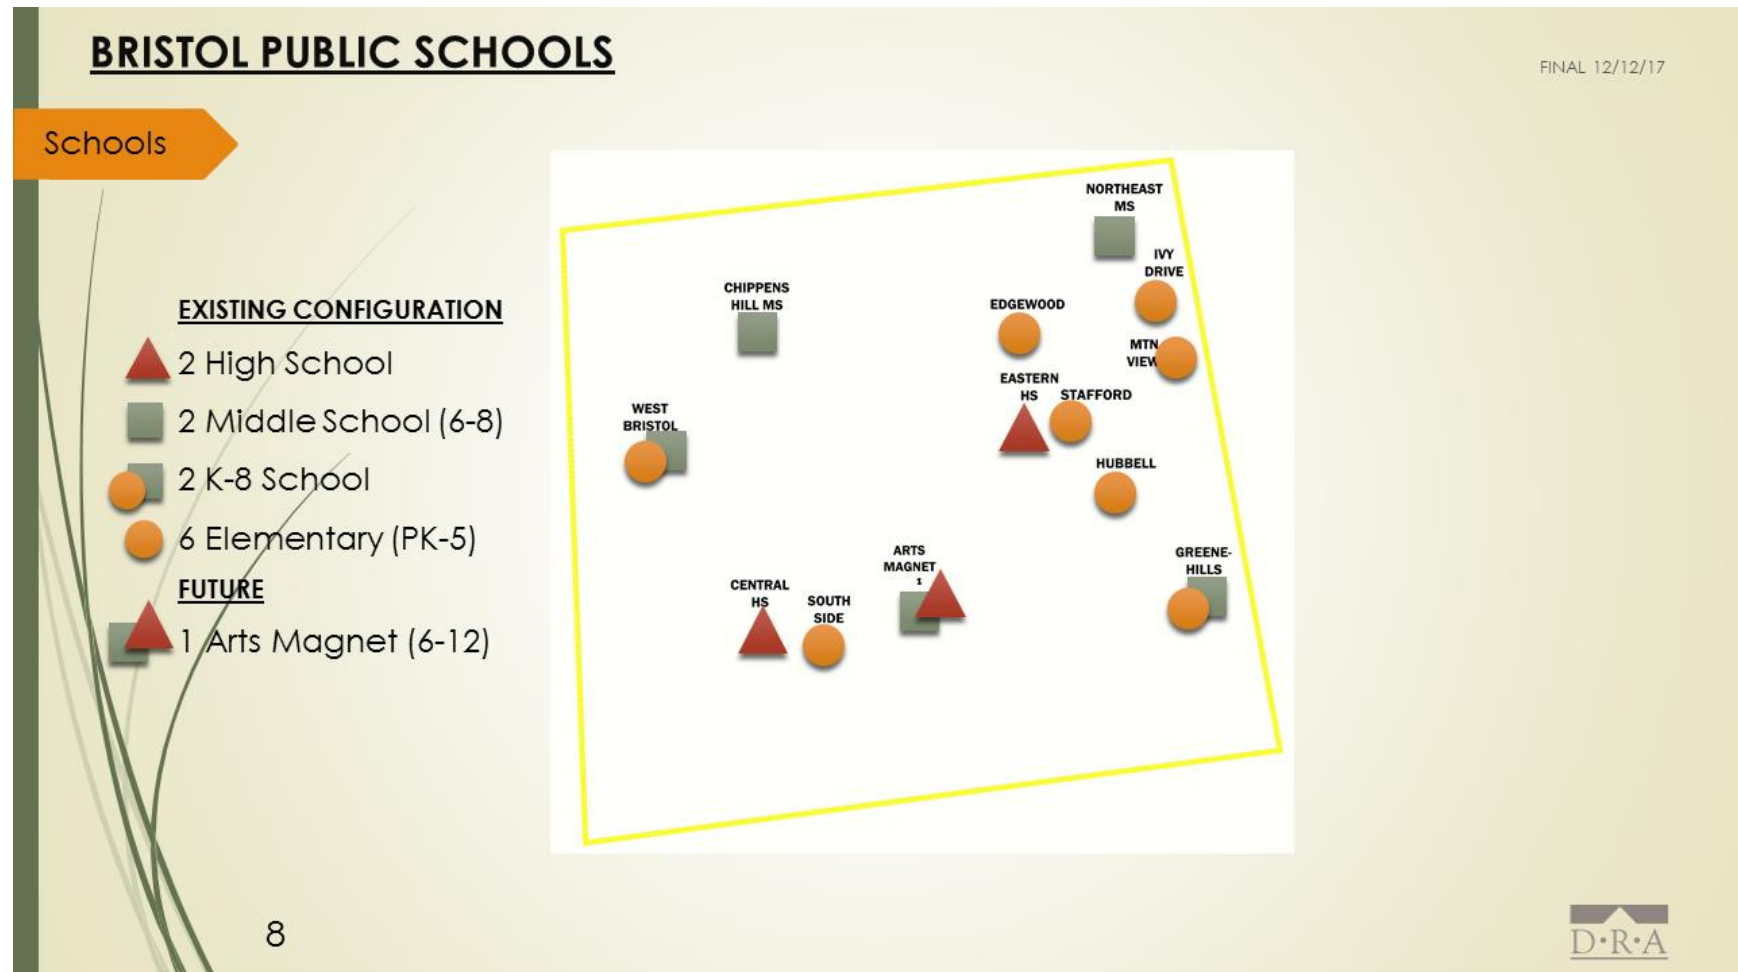 BRISTOL PUBLIC SCHOOLS
FINAL 12/12/17
Schools
EXISTING CONFIGURATION
2 High School
2 Middle School (6-8)
2 K-8 School
6 Elementary (PK-5)
FUTURE
1 Arts Magnet (6-12)
NORTHEAST
MS
IVY
DRIVE
CHIPPENS
HILL MS
EDGEWOOD
MTN
VIEW
EASTERN
HS
STAFFORD
WEST
BRISTOL
HUBBELL
ARTS
MAGNET
1
GREENE-
HILLS
CENTRAL
HS
SOUTH
SIDE
8
D·R·A